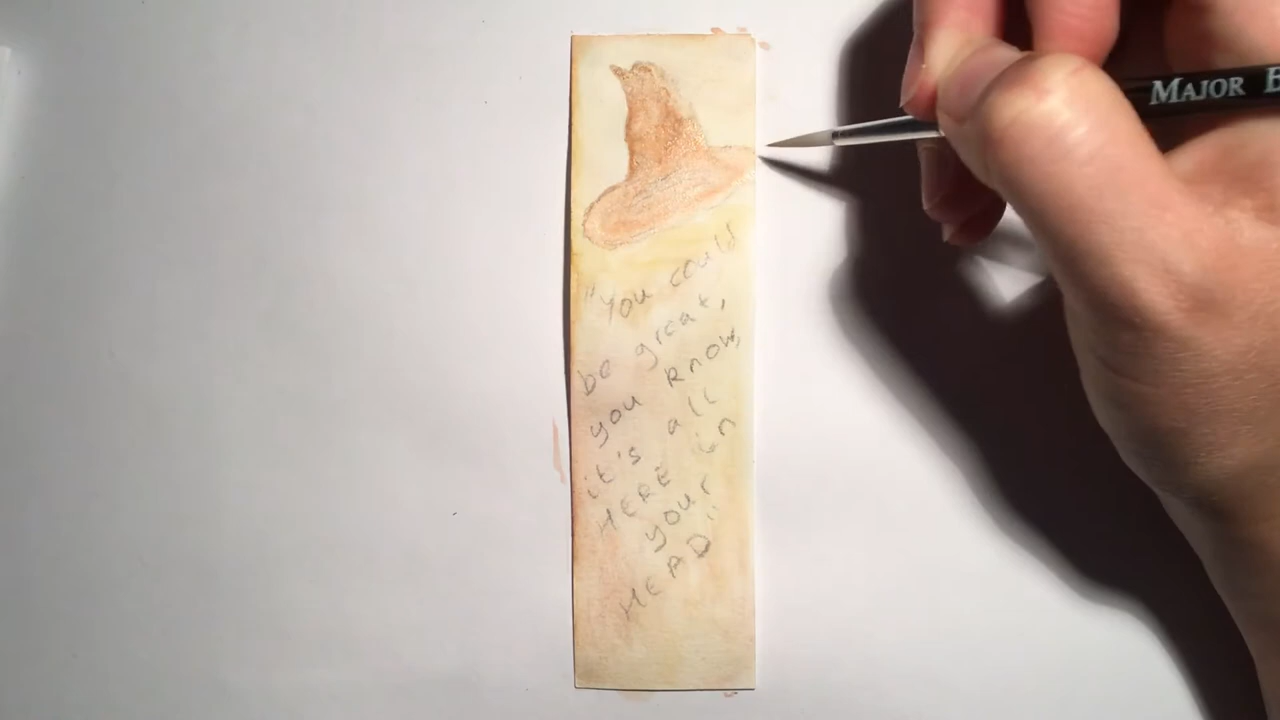 "You could
be great,
you know,
it's all
HERE in
your
HEAD"
MAJOR